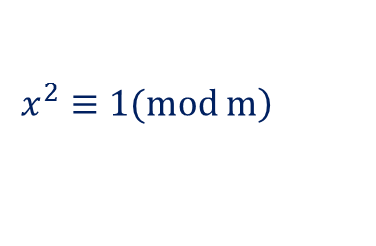 x² ≡ 1(mod m)